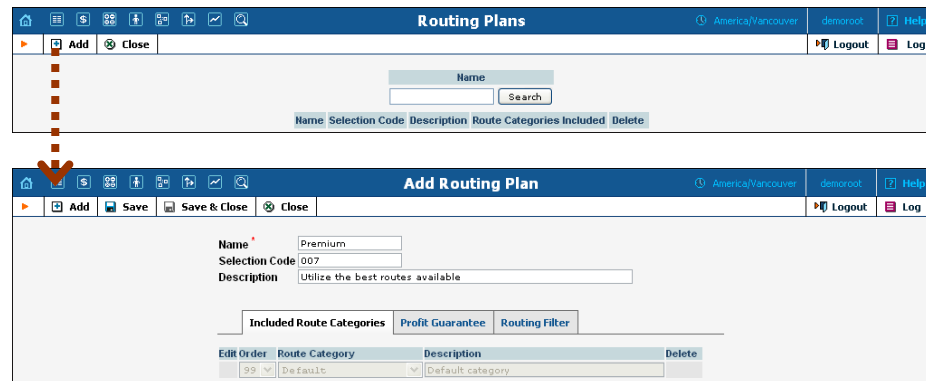 Routing Plans America/Vancouver demoroot ? Help
Add Close Logout Log
Name
Search
Name Selection Code Description Route Categories Included Delete
Add Routing Plan America/Vancouver demoroot ? Help
Add Save Save & Close Close Logout Log
Name * Premium
Selection Code 007
Description Utilize the best routes available
Included Route Categories Profit Guarantee Routing Filter
Edit Order Route Category Description Delete
99 Default Default category